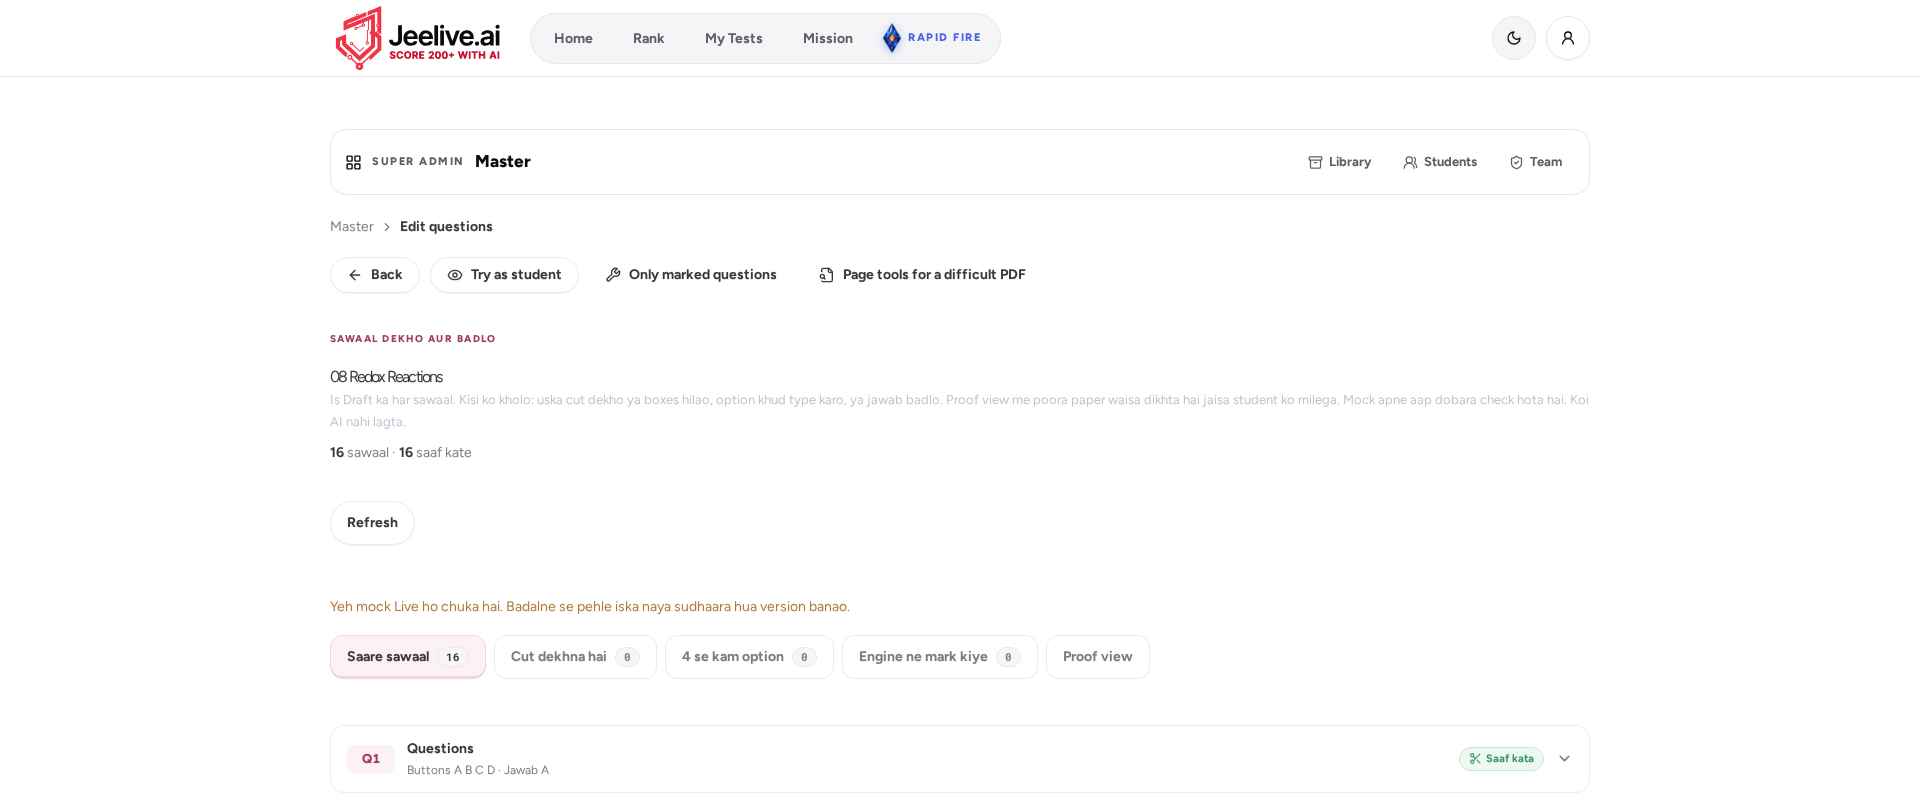 Jeelive.ai
SCORE 200+ WITH AI
Home
Rank
My Tests
Mission
RAPID FIRE
SUPER ADMIN
Master
Library
Students
Team
Master
Edit questions
Back
Try as student
Only marked questions
Page tools for a difficult PDF
SAWAAL DEKHO AUR BADLO
08 Redox Reactions
Is Draft ka har sawaal. Kisi ko kholo: uska cut dekho ya boxes hilao, option khud type karo, ya jawab badlo. Proof view me poora paper waisa dikhta hai jaisa student ko milega. Mock apne aap dobara check hota hai. Koi
AI nahi lagta.
16 sawaal · 16 saaf kate
Refresh
Yeh mock Live ho chuka hai. Badalne se pehle iska naya sudhaara hua version banao.
Saare sawaal 16
Cut dekhna hai 0
4 se kam option 0
Engine ne mark kiye 0
Proof view
Q1
Questions
Buttons A B C D · Jawab A
Saaf kata